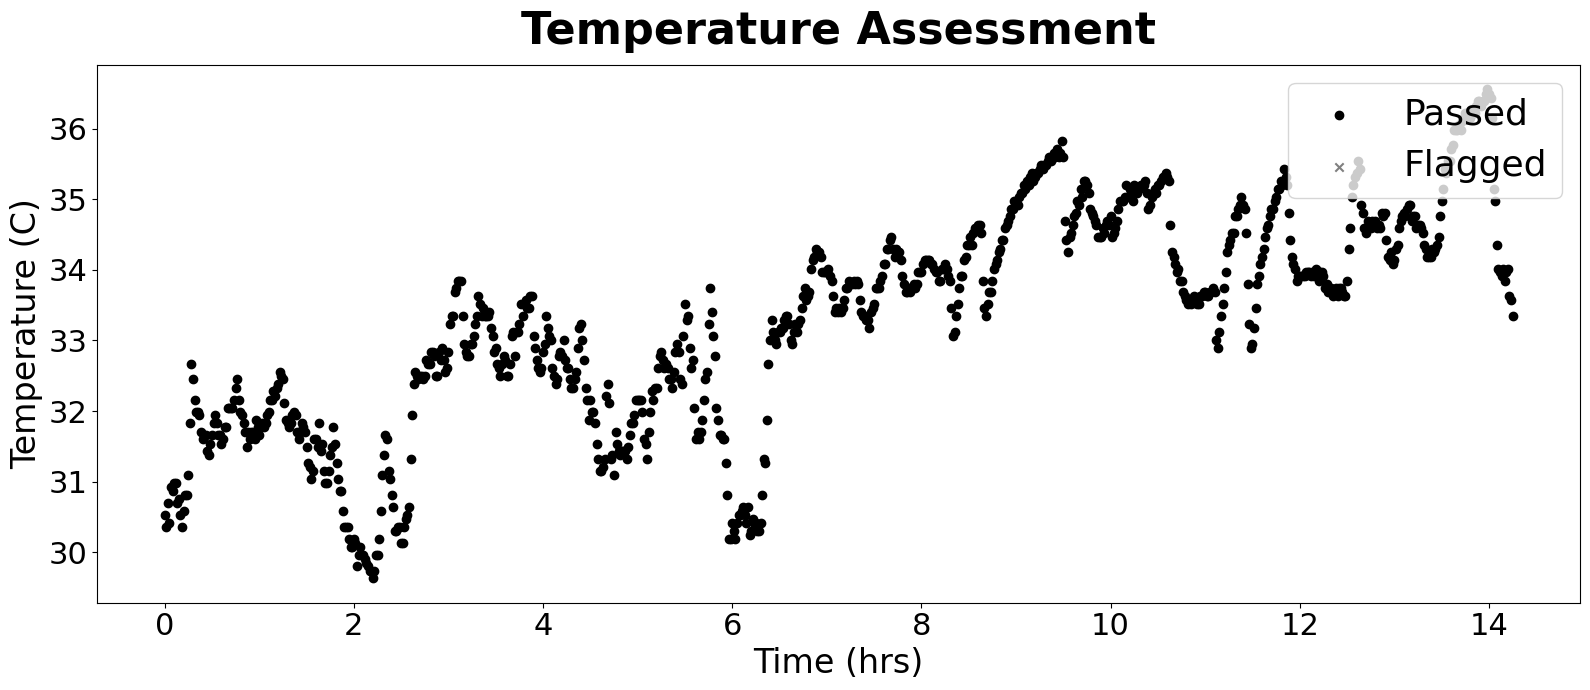 Temperature Assessment
Passed
Flagged
36
35
34
33
32
31
30
Temperature (C)
0 2 4 6 8 10 12 14
Time (hrs)